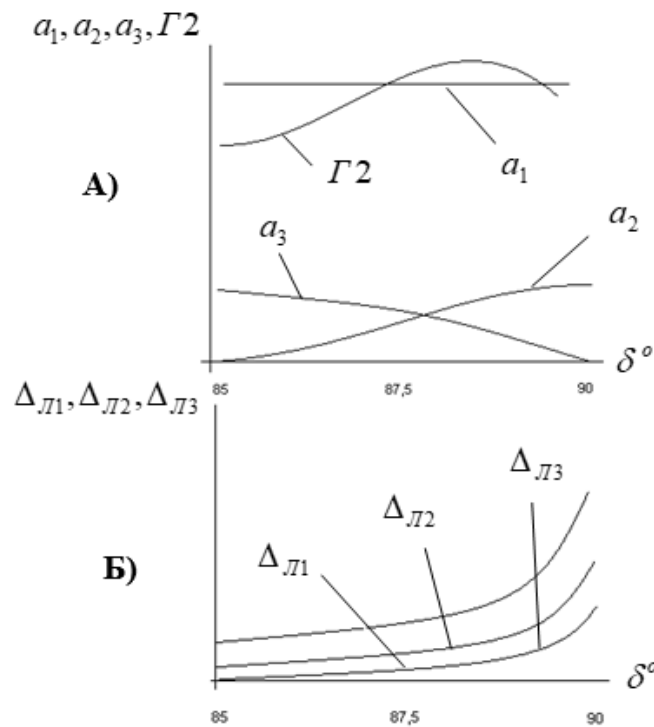 a₁, a₂, a₃, Г2
А)
Г2
a₁
a₃
a₂
δ°
85
87,5
90
Δ_Л1, Δ_Л2, Δ_Л3
Б)
Δ_Л3
Δ_Л2
Δ_Л1
δ°
85
87,5
90